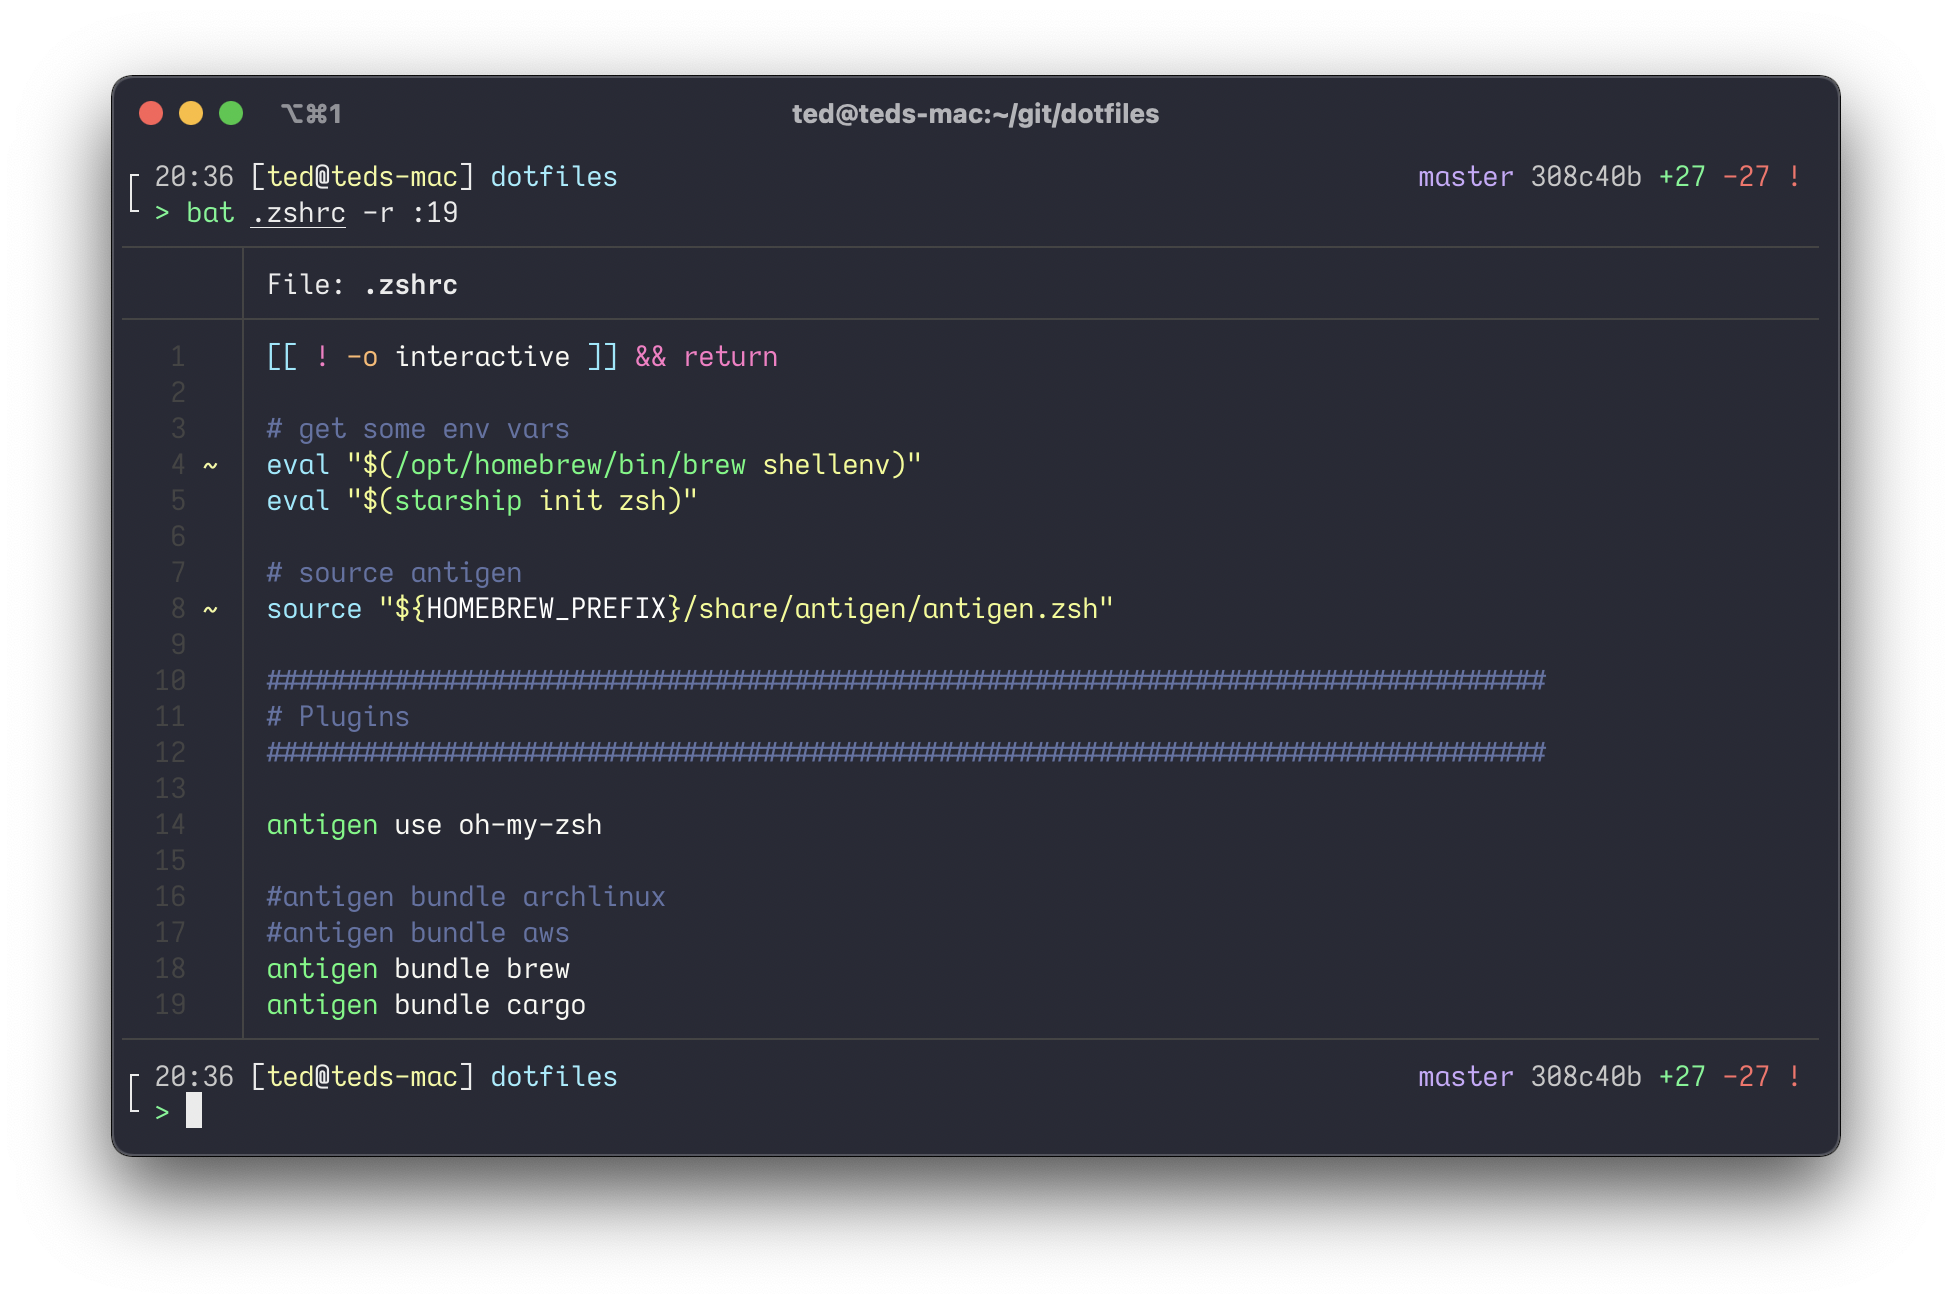 ⌥⌘1 ted@teds-mac:~/git/dotfiles
20:36 [ted@teds-mac] dotfiles master 308c40b +27 -27 !
> bat .zshrc -r :19
File: .zshrc
1 [[ ! -o interactive ]] && return
2
3 # get some env vars
4 ~ eval "$(/opt/homebrew/bin/brew shellenv)"
5 eval "$(starship init zsh)"
6
7 # source antigen
8 ~ source "${HOMEBREW_PREFIX}/share/antigen/antigen.zsh"
9
10 ################################################################################
11 # Plugins
12 ################################################################################
13
14 antigen use oh-my-zsh
15
16 #antigen bundle archlinux
17 #antigen bundle aws
18 antigen bundle brew
19 antigen bundle cargo
20:36 [ted@teds-mac] dotfiles master 308c40b +27 -27 !
>